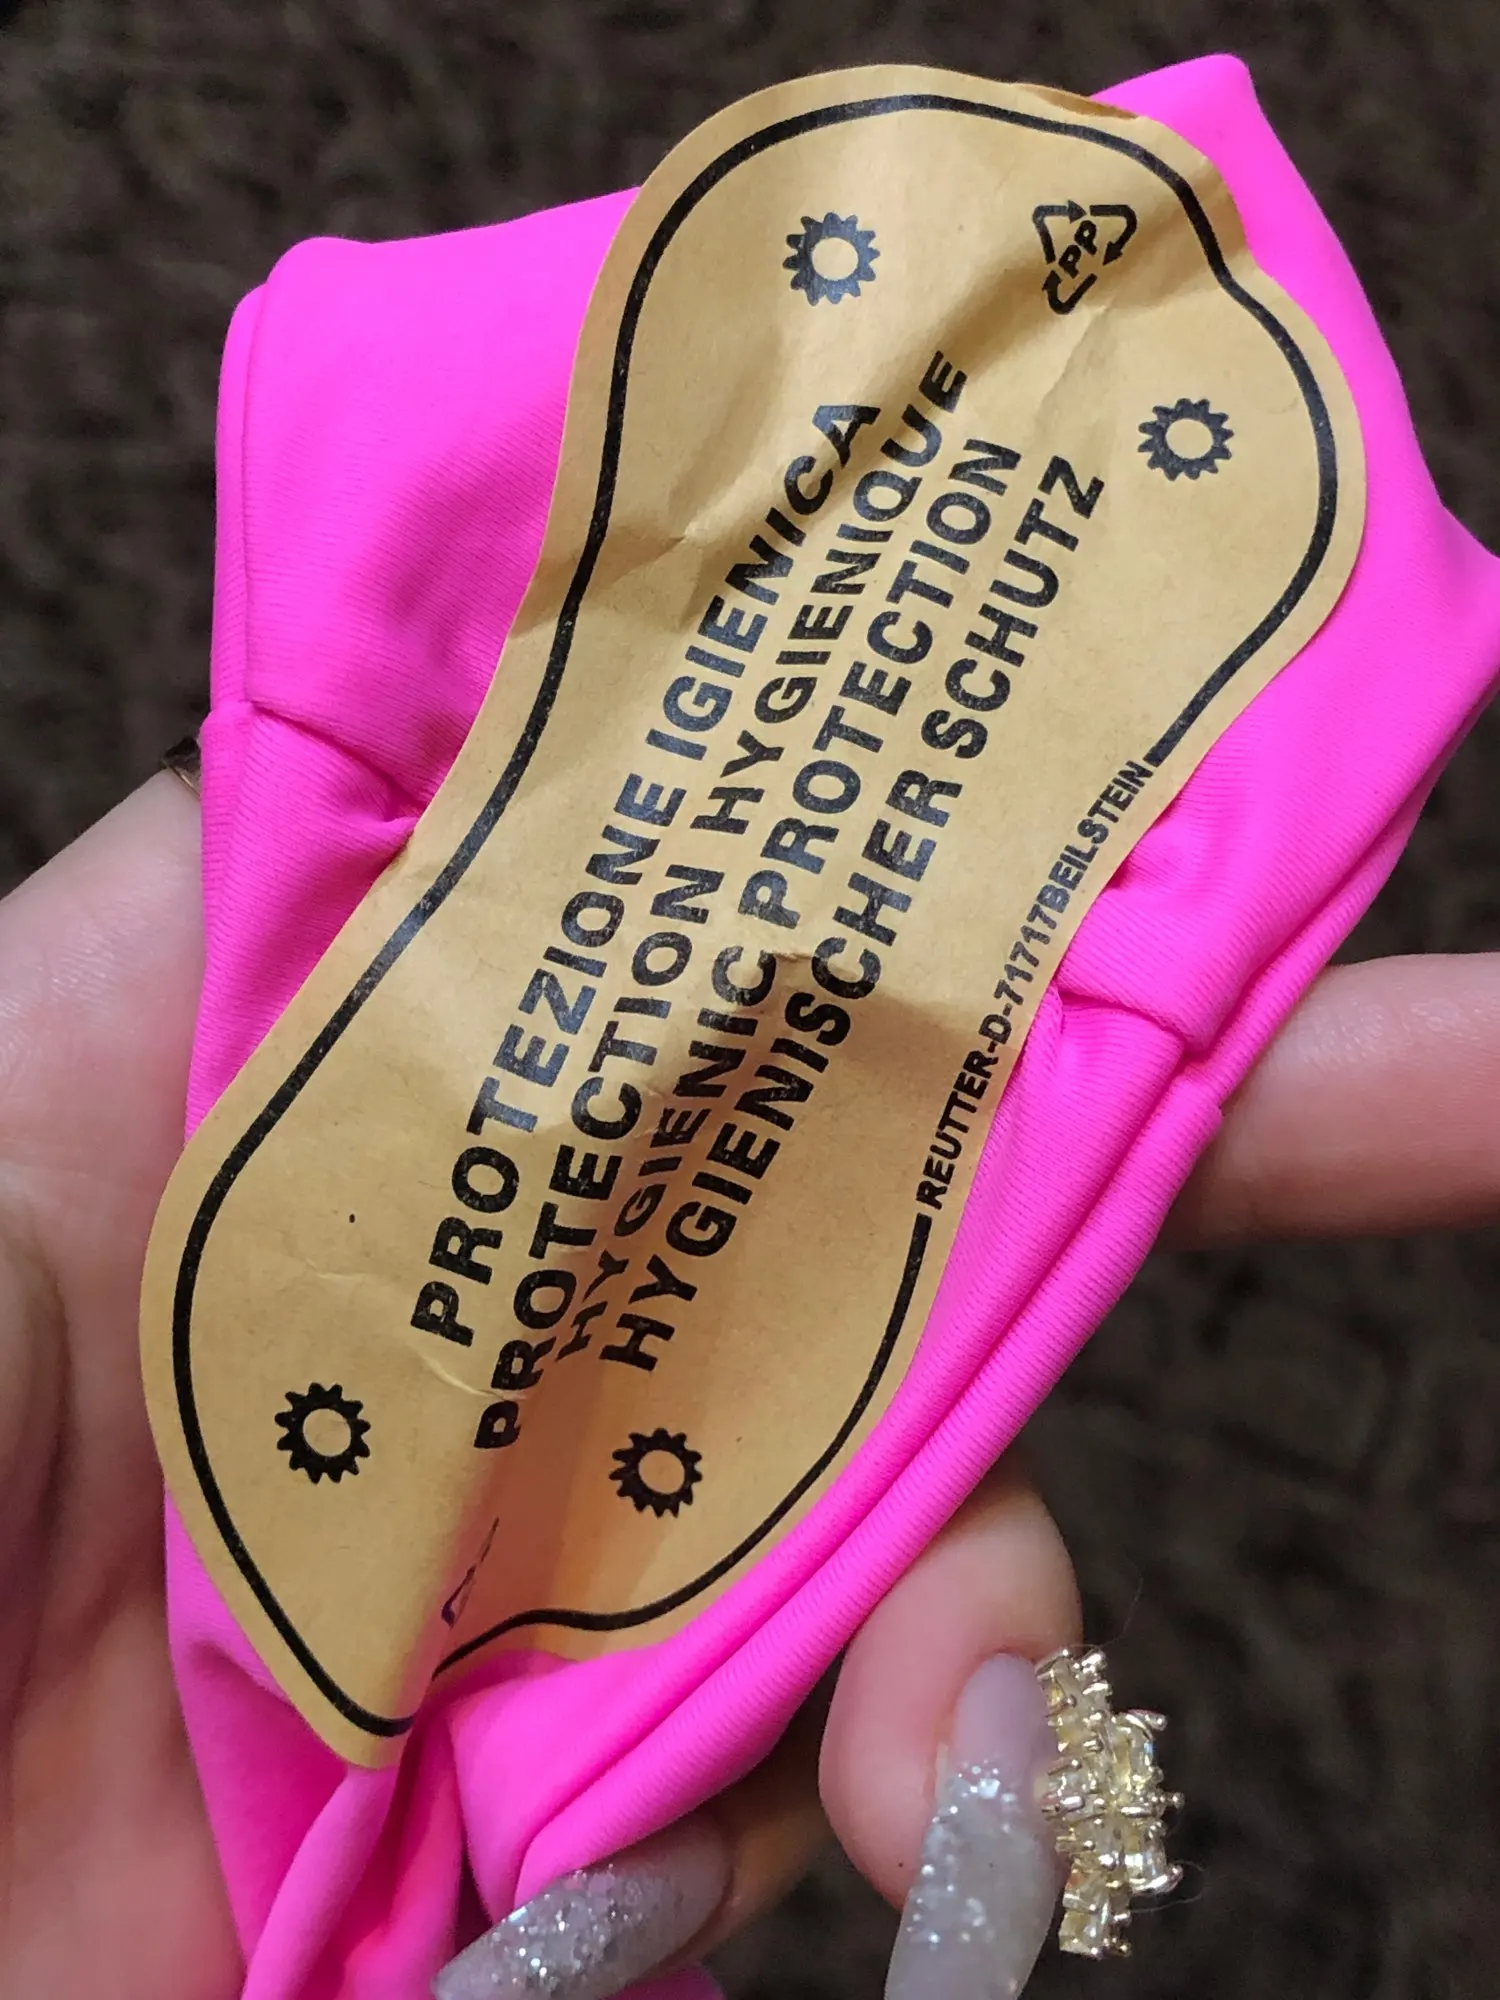 PP
PROTEZIONE IGIENICA
PROTECTION HYGIENIQUE
HYGIENIC PROTECTION
HYGIENISCHER SCHUTZ
REUTTER-D-71717BEILSTEIN